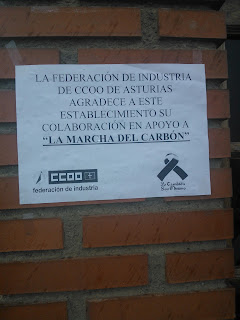 LA FEDERACIÓN DE INDUSTRIA
DE CCOO DE ASTURIAS
AGRADECE A ESTE
ESTABLECIMIENTO SU
COLABORACIÓN EN APOYO A
“LA MARCHA DEL CARBÓN”
CCOO
federación de industria